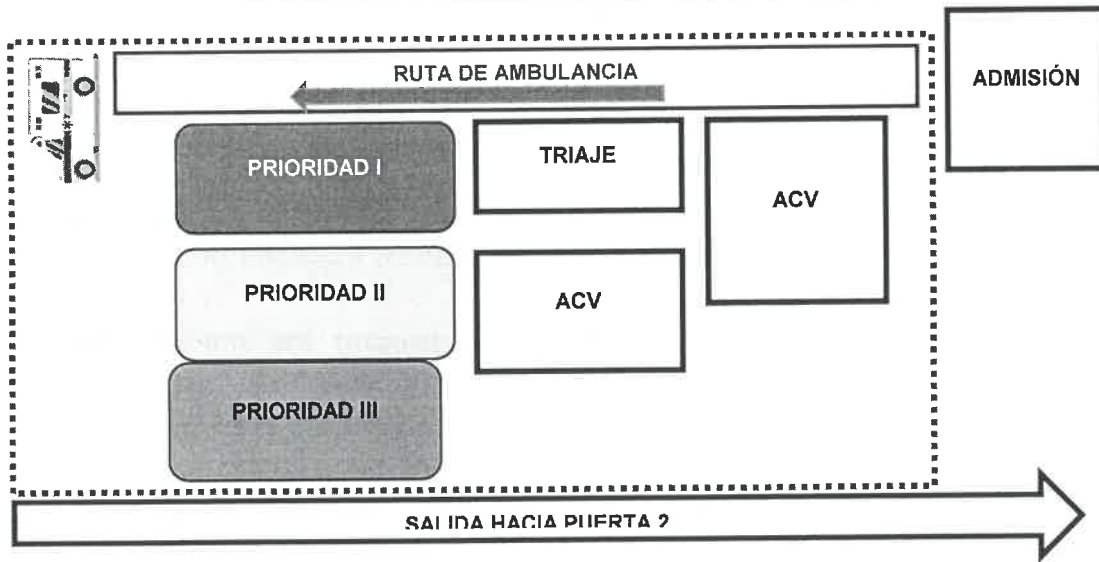 RUTA DE AMBULANCIA
ADMISIÓN
PRIORIDAD I
TRIAJE
ACV
PRIORIDAD II
ACV
PRIORIDAD III
SALIDA HACIA PUERTA 2